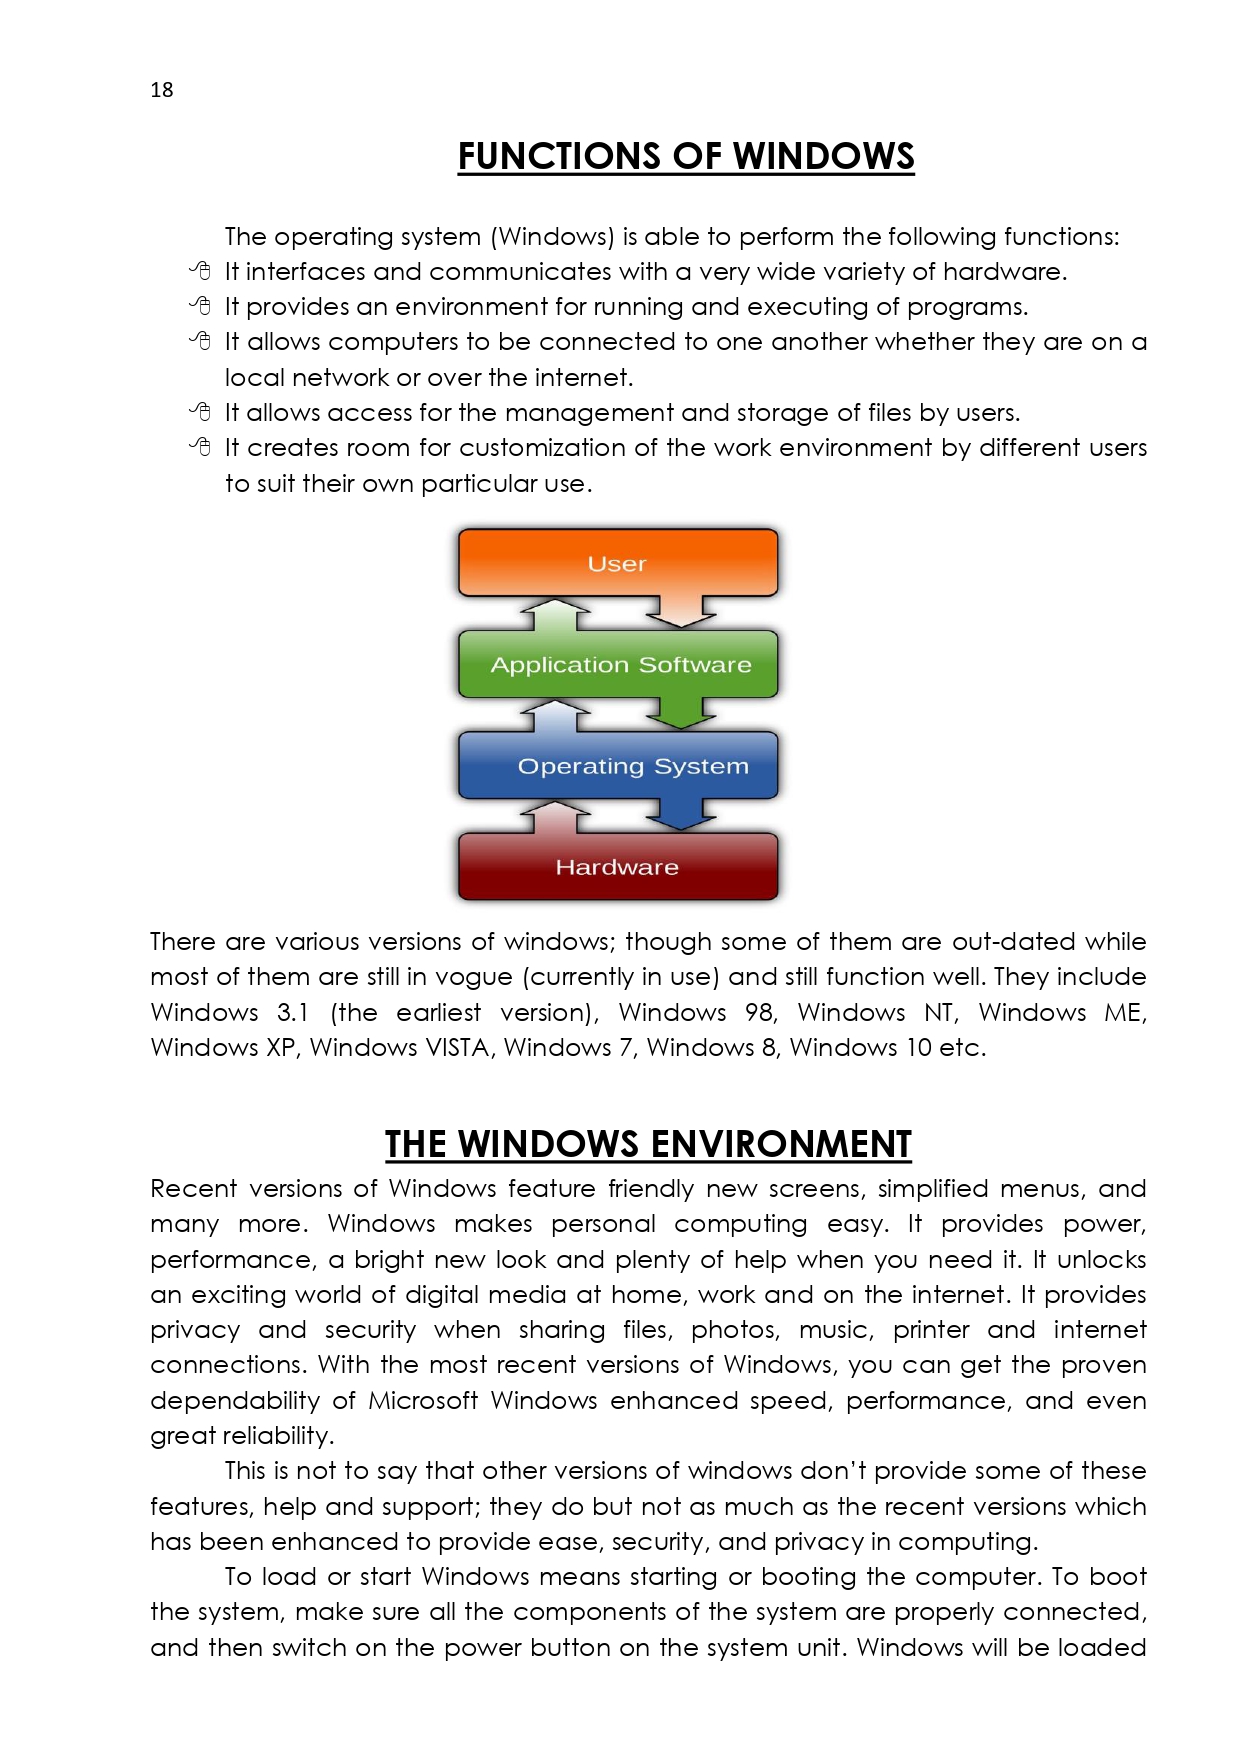 18
FUNCTIONS OF WINDOWS
The operating system (Windows) is able to perform the following functions:
It interfaces and communicates with a very wide variety of hardware.
It provides an environment for running and executing of programs.
It allows computers to be connected to one another whether they are on a
local network or over the internet.
It allows access for the management and storage of files by users.
It creates room for customization of the work environment by different users
to suit their own particular use.
User
Application Software
Operating System
Hardware
There are various versions of windows; though some of them are out-dated while
most of them are still in vogue (currently in use) and still function well. They include
Windows 3.1 (the earliest version), Windows 98, Windows NT, Windows ME,
Windows XP, Windows VISTA, Windows 7, Windows 8, Windows 10 etc.
THE WINDOWS ENVIRONMENT
Recent versions of Windows feature friendly new screens, simplified menus, and
many more. Windows makes personal computing easy. It provides power,
performance, a bright new look and plenty of help when you need it. It unlocks
an exciting world of digital media at home, work and on the internet. It provides
privacy and security when sharing files, photos, music, printer and internet
connections. With the most recent versions of Windows, you can get the proven
dependability of Microsoft Windows enhanced speed, performance, and even
great reliability.
This is not to say that other versions of windows don’t provide some of these
features, help and support; they do but not as much as the recent versions which
has been enhanced to provide ease, security, and privacy in computing.
To load or start Windows means starting or booting the computer. To boot
the system, make sure all the components of the system are properly connected,
and then switch on the power button on the system unit. Windows will be loaded